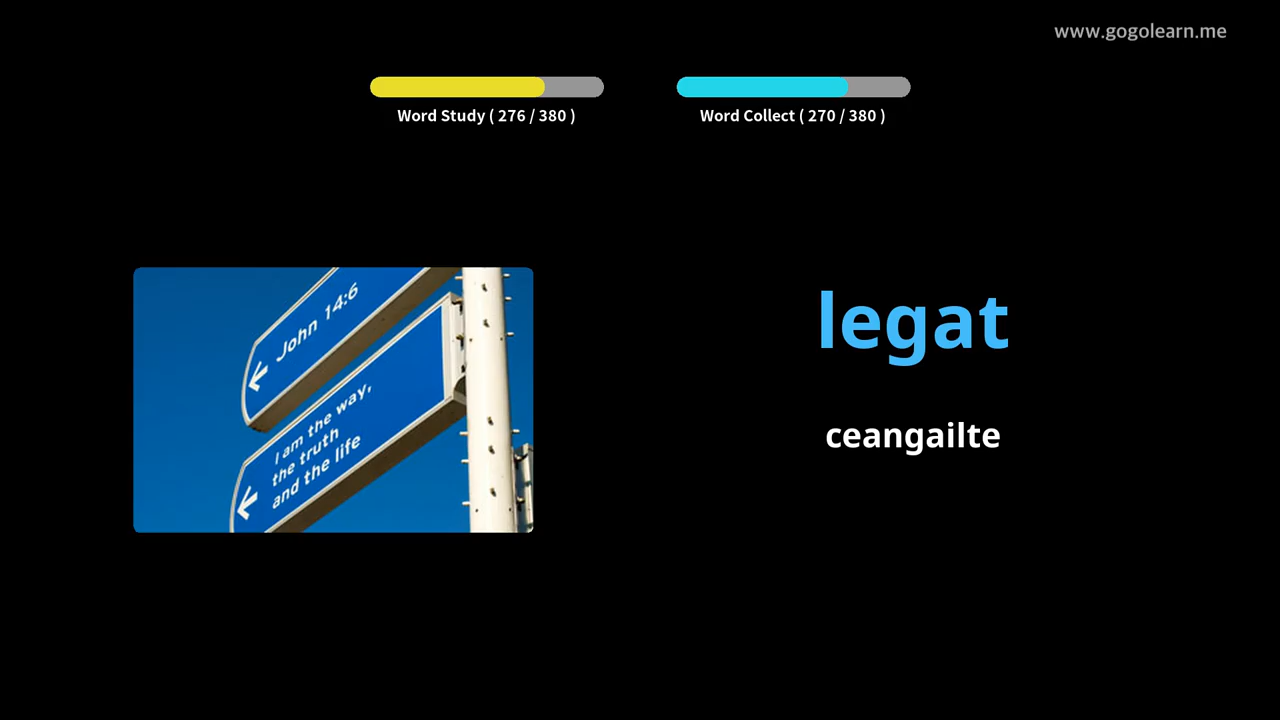 www.gogolearn.me
Word Study ( 276 / 380 )
Word Collect ( 270 / 380 )
John 14:6
I am the way,
the truth
and the life
legat
ceangailte